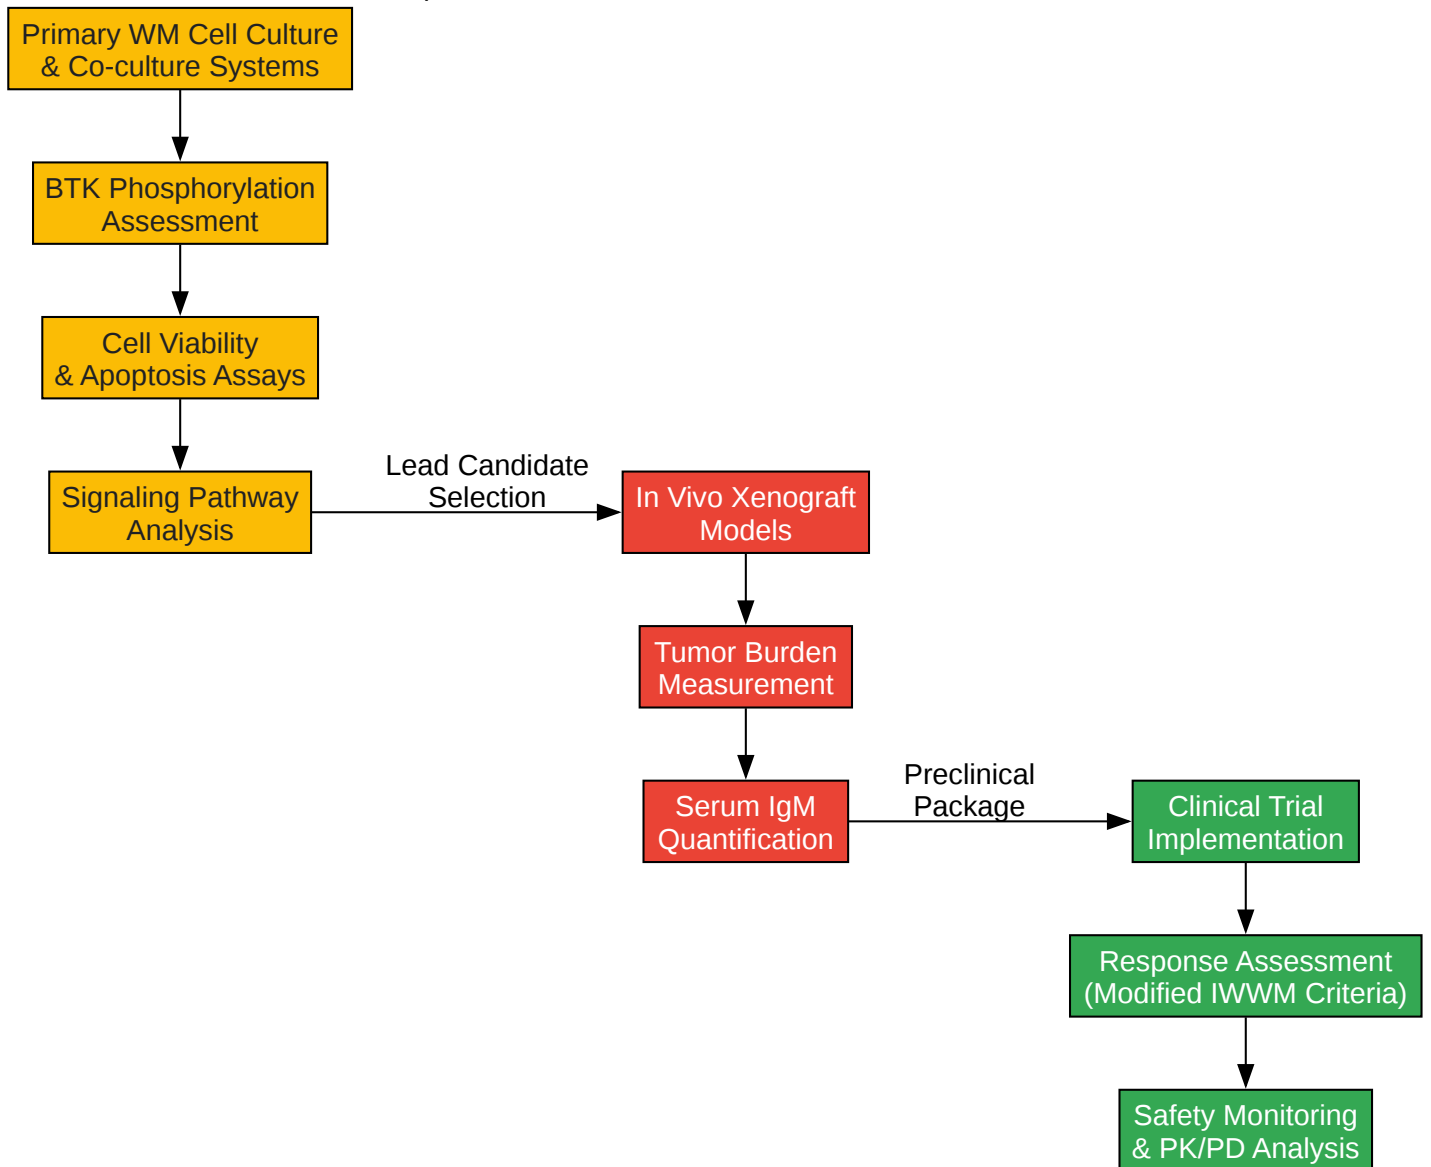 Primary WM Cell Culture
& Co-culture Systems
BTK Phosphorylation
Assessment
Cell Viability
& Apoptosis Assays
Signaling Pathway
Analysis
Lead Candidate
Selection
In Vivo Xenograft
Models
Tumor Burden
Measurement
Serum IgM
Quantification
Preclinical
Package
Clinical Trial
Implementation
Response Assessment
(Modified IWWM Criteria)
Safety Monitoring
& PK/PD Analysis